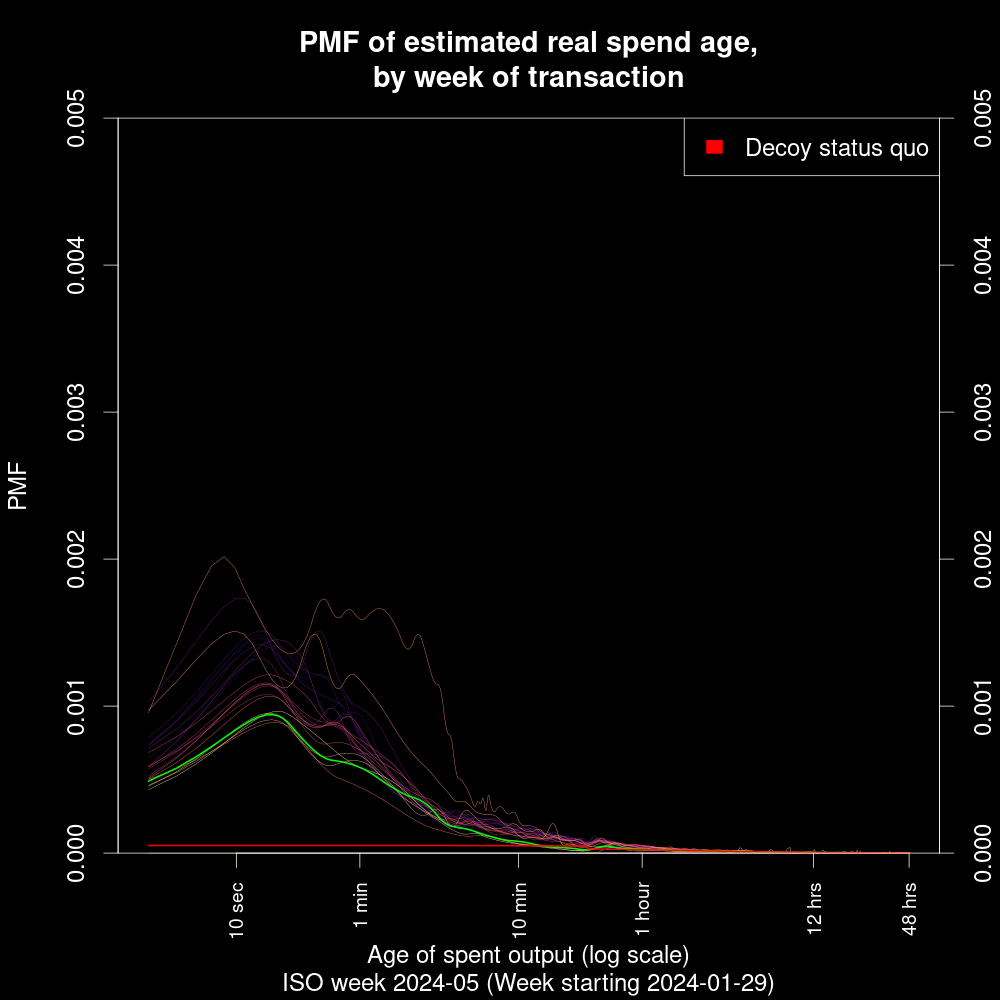 PMF of estimated real spend age,
by week of transaction
Decoy status quo
PMF
0.005
0.004
0.003
0.002
0.001
0.000
0.005
0.004
0.003
0.002
0.001
0.000
10 sec
1 min
10 min
1 hour
12 hrs
48 hrs
Age of spent output (log scale)
ISO week 2024-05 (Week starting 2024-01-29)